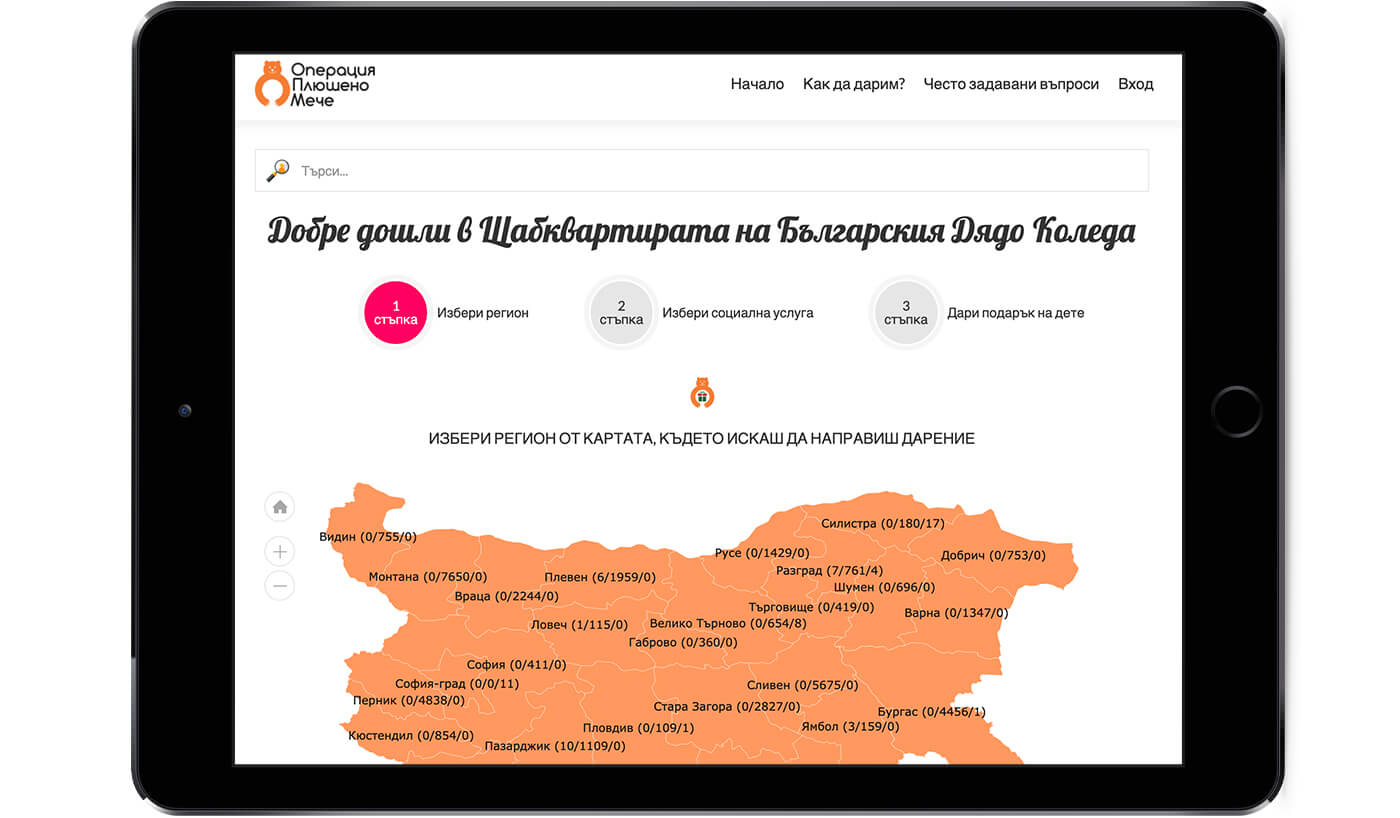 Операция
Плюшено
Мече
Начало Как да дарим? Често задавани въпроси Вход
Търси...
Добре дошли в Щабквартирата на Българския Дядо Коледа
1
стъпка
Избери регион
2
стъпка
Избери социална услуга
3
стъпка
Дари подарък на дете
ИЗБЕРИ РЕГИОН ОТ КАРТАТА, КЪДЕТО ИСКАШ ДА НАПРАВИШ ДАРЕНИЕ
Силистра (0/180/17)
Видин (0/755/0)
Русе (0/1429/0)
Добрич (0/753/0)
Разград (7/761/4)
Монтана (0/7650/0)
Плевен (6/1959/0)
Шумен (0/696/0)
Враца (0/2244/0)
Търговище (0/419/0)
Варна (0/1347/0)
Ловеч (1/115/0)
Велико Търново (0/654/8)
Габрово (0/360/0)
София (0/411/0)
София-град (0/0/11)
Сливен (0/5675/0)
Перник (0/4838/0)
Стара Загора (0/2827/0)
Бургас (0/4456/1)
Пловдив (0/109/1)
Ямбол (3/159/0)
Кюстендил (0/854/0)
Пазарджик (10/1109/0)